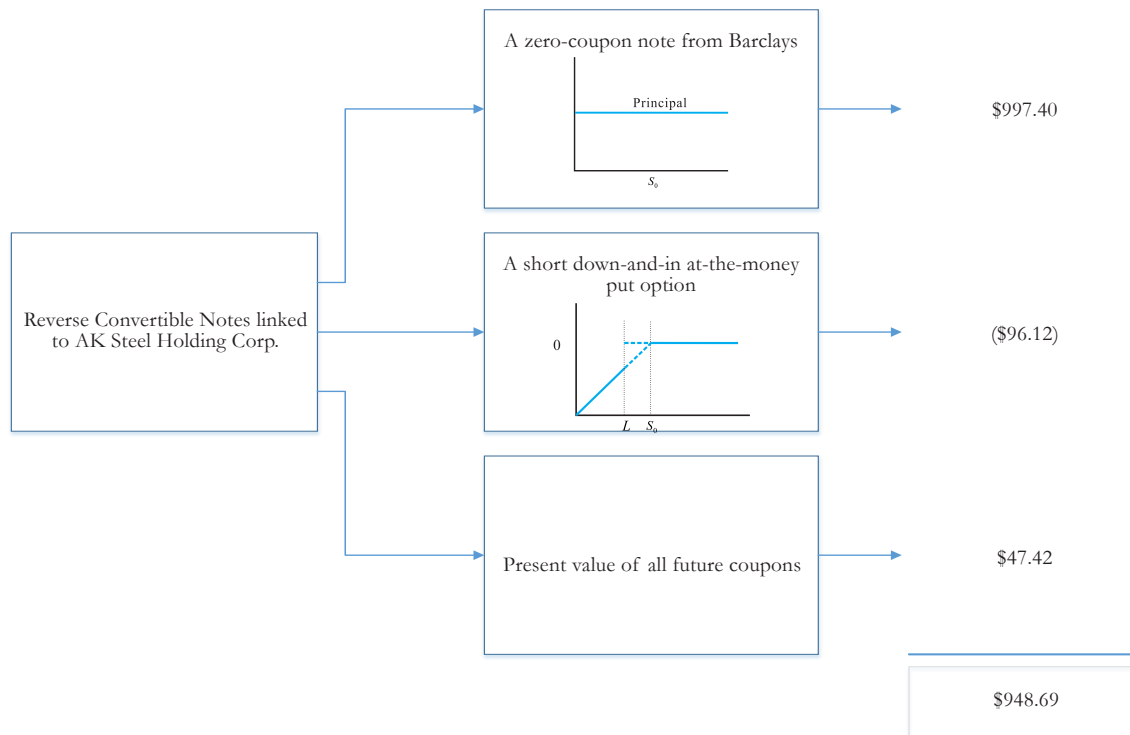 A zero-coupon note from Barclays
Principal
S₀
$997.40
Reverse Convertible Notes linked
to AK Steel Holding Corp.
A short down-and-in at-the-money
put option
0
L S₀
($96.12)
Present value of all future coupons
$47.42
$948.69